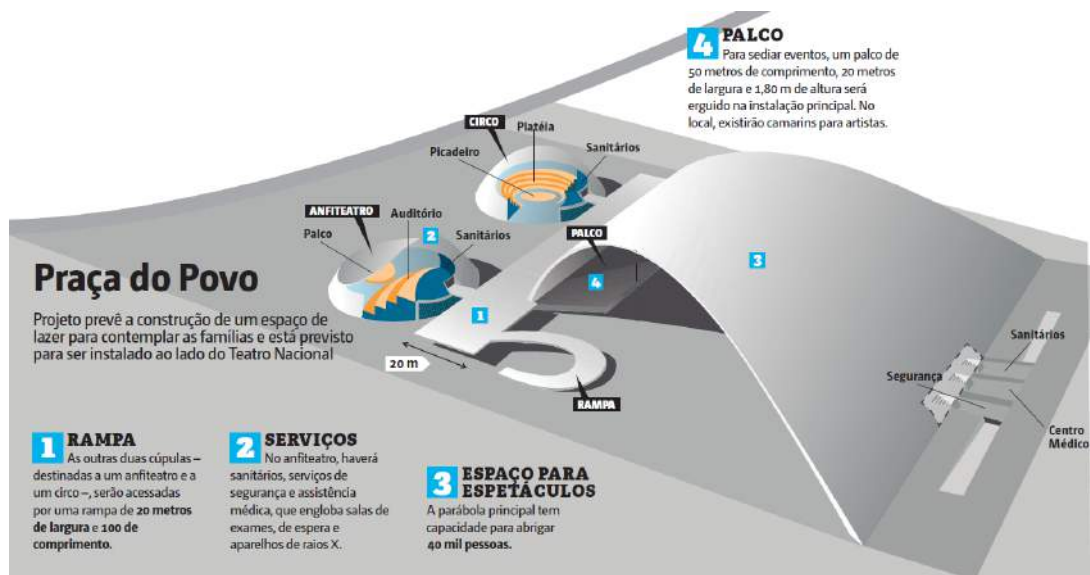 4 PALCO
Para sediar eventos, um palco de
50 metros de comprimento, 20 metros
de largura e 1,80 m de altura será
erguido na instalação principal. No
local, existirão camarins para artistas.
CIRCO
Platéia
Picadeiro
Sanitários
ANFITEATRO
Auditório
Palco
2
Sanitários
PALCO
4
3
1
Praça do Povo
Projeto prevê a construção de um espaço de
lazer para contemplar as famílias e está previsto
para ser instalado ao lado do Teatro Nacional
20 m
RAMPA
Sanitários
Segurança
Centro
Médico
1 RAMPA
As outras duas cúpulas –
destinadas a um anfiteatro e a
um circo –, serão acessadas
por uma rampa de 20 metros
de largura e 100 de
comprimento.
2 SERVIÇOS
No anfiteatro, haverá
sanitários, serviços de
segurança e assistência
médica, que engloba salas de
exames, de espera e
aparelhos de raios X.
3 ESPAÇO PARA
ESPETÁCULOS
A parábola principal tem
capacidade para abrigar
40 mil pessoas.